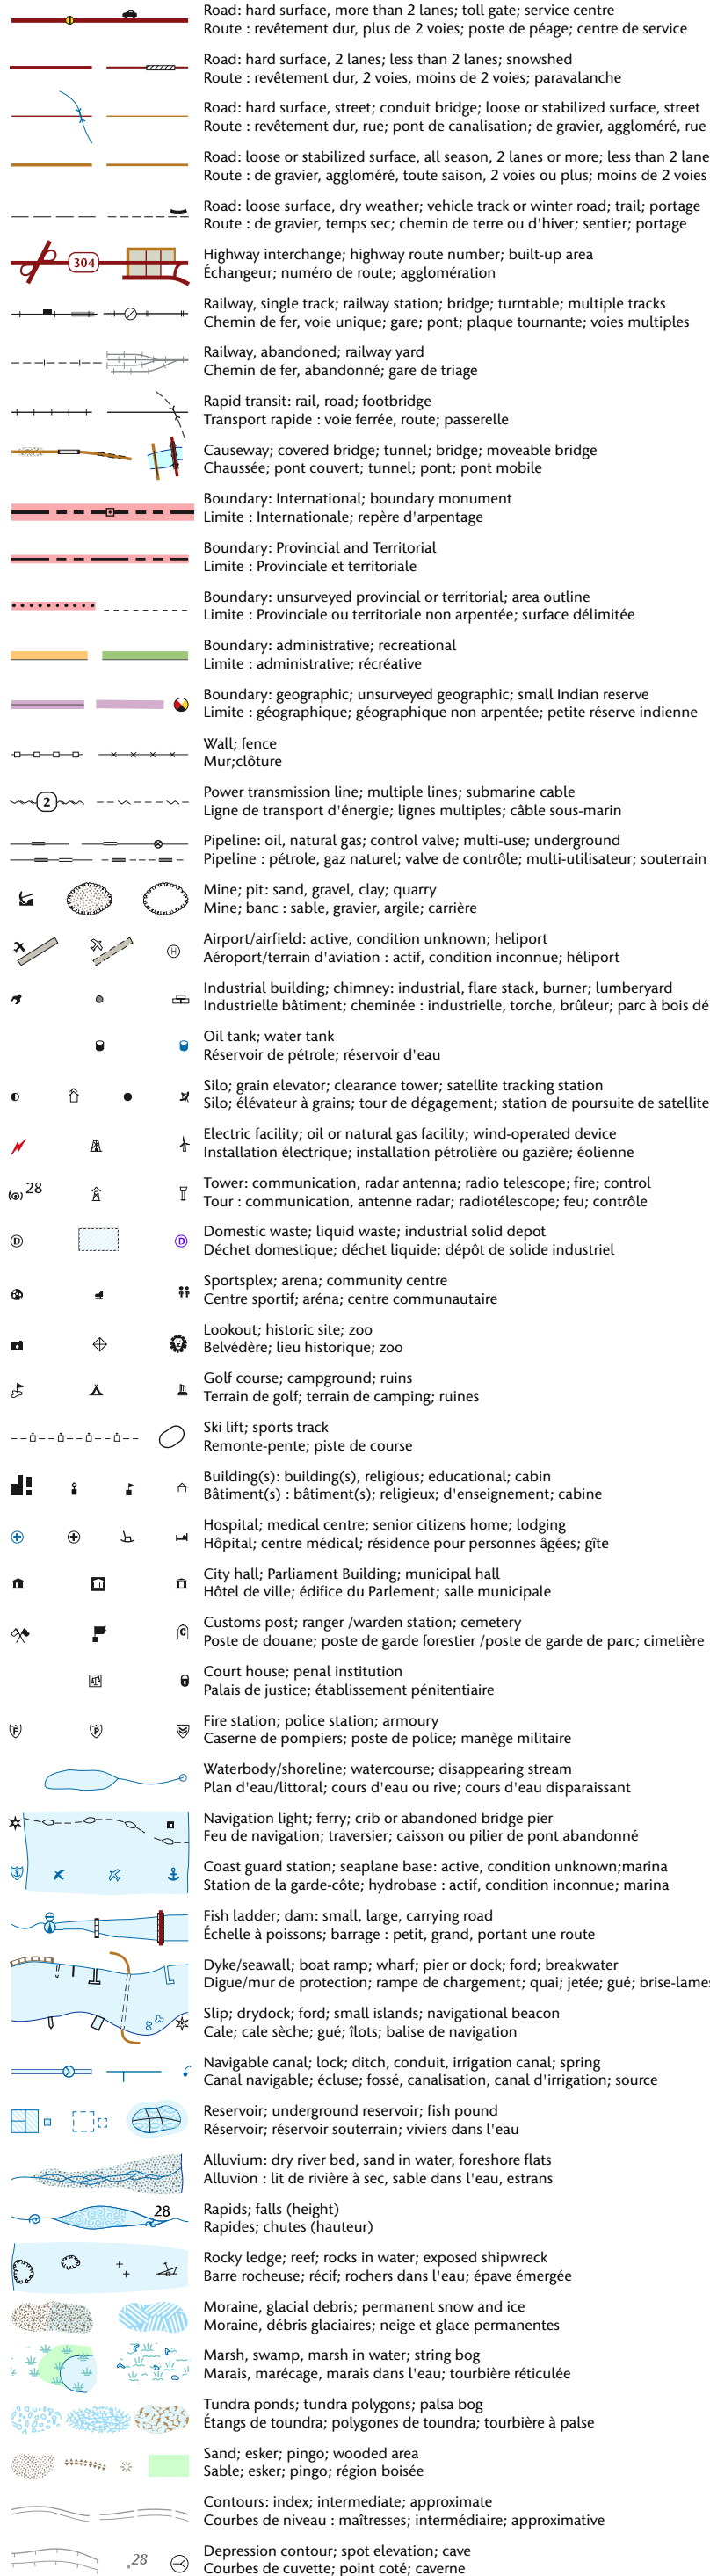 Road: hard surface, more than 2 lanes; toll gate; service centre
Route : revêtement dur, plus de 2 voies; poste de péage; centre de service
Road: hard surface, 2 lanes; less than 2 lanes; snowshed
Route : revêtement dur, 2 voies, moins de 2 voies; paravalanche
Road: hard surface, street; conduit bridge; loose or stabilized surface, street
Route : revêtement dur, rue; pont de canalisation; de gravier, aggloméré, rue
Road: loose or stabilized surface, all season, 2 lanes or more; less than 2 lane
Route : de gravier, aggloméré, toute saison, 2 voies ou plus; moins de 2 voies
Road: loose surface, dry weather; vehicle track or winter road; trail; portage
Route : de gravier, temps sec; chemin de terre ou d'hiver; sentier; portage
304
Highway interchange; highway route number; built-up area
Échangeur; numéro de route; agglomération
Railway, single track; railway station; bridge; turntable; multiple tracks
Chemin de fer, voie unique; gare; pont; plaque tournante; voies multiples
Railway, abandoned; railway yard
Chemin de fer, abandonné; gare de triage
Rapid transit: rail, road; footbridge
Transport rapide : voie ferrée, route; passerelle
Causeway; covered bridge; tunnel; bridge; moveable bridge
Chaussée; pont couvert; tunnel; pont; pont mobile
Boundary: International; boundary monument
Limite : Internationale; repère d'arpentage
Boundary: Provincial and Territorial
Limite : Provinciale et territoriale
Boundary: unsurveyed provincial or territorial; area outline
Limite : Provinciale ou territoriale non arpentée; surface délimitée
Boundary: administrative; recreational
Limite : administrative; récréative
Boundary: geographic; unsurveyed geographic; small Indian reserve
Limite : géographique; géographique non arpentée; petite réserve indienne
Wall; fence
Mur;clôture
2
Power transmission line; multiple lines; submarine cable
Ligne de transport d'énergie; lignes multiples; câble sous-marin
Pipeline: oil, natural gas; control valve; multi-use; underground
Pipeline : pétrole, gaz naturel; valve de contrôle; multi-utilisateur; souterrain
Mine; pit: sand, gravel, clay; quarry
Mine; banc : sable, gravier, argile; carrière
H
Airport/airfield: active, condition unknown; heliport
Aéroport/terrain d'aviation : actif, condition inconnue; héliport
Industrial building; chimney: industrial, flare stack, burner; lumberyard
Industrielle bâtiment; cheminée : industrielle, torche, brûleur; parc à bois dé
Oil tank; water tank
Réservoir de pétrole; réservoir d'eau
Silo; grain elevator; clearance tower; satellite tracking station
Silo; élévateur à grains; tour de dégagement; station de poursuite de satellite
Electric facility; oil or natural gas facility; wind-operated device
Installation électrique; installation pétrolière ou gazière; éolienne
28
Tower: communication, radar antenna; radio telescope; fire; control
Tour : communication, antenne radar; radiotélescope; feu; contrôle
D D
Domestic waste; liquid waste; industrial solid depot
Déchet domestique; déchet liquide; dépôt de solide industriel
Sportsplex; arena; community centre
Centre sportif; aréna; centre communautaire
Lookout; historic site; zoo
Belvédère; lieu historique; zoo
Golf course; campground; ruins
Terrain de golf; terrain de camping; ruines
Ski lift; sports track
Remonte-pente; piste de course
Building(s): building(s), religious; educational; cabin
Bâtiment(s) : bâtiment(s); religieux; d'enseignement; cabine
Hospital; medical centre; senior citizens home; lodging
Hôpital; centre médical; résidence pour personnes âgées; gîte
City hall; Parliament Building; municipal hall
Hôtel de ville; édifice du Parlement; salle municipale
C
Customs post; ranger /warden station; cemetery
Poste de douane; poste de garde forestier /poste de garde de parc; cimetière
Court house; penal institution
Palais de justice; établissement pénitentiaire
F P
Fire station; police station; armoury
Caserne de pompiers; poste de police; manège militaire
Waterbody/shoreline; watercourse; disappearing stream
Plan d'eau/littoral; cours d'eau ou rive; cours d'eau disparaissant
Navigation light; ferry; crib or abandoned bridge pier
Feu de navigation; traversier; caisson ou pilier de pont abandonné
Coast guard station; seaplane base: active, condition unknown;marina
Station de la garde-côte; hydrobase : actif, condition inconnue; marina
Fish ladder; dam: small, large, carrying road
Échelle à poissons; barrage : petit, grand, portant une route
Dyke/seawall; boat ramp; wharf; pier or dock; ford; breakwater
Digue/mur de protection; rampe de chargement; quai; jetée; gué; brise-lames
Slip; drydock; ford; small islands; navigational beacon
Cale; cale sèche; gué; îlots; balise de navigation
Navigable canal; lock; ditch, conduit, irrigation canal; spring
Canal navigable; écluse; fossé, canalisation, canal d'irrigation; source
Reservoir; underground reservoir; fish pound
Réservoir; réservoir souterrain; viviers dans l'eau
Alluvium: dry river bed, sand in water, foreshore flats
Alluvion : lit de rivière à sec, sable dans l'eau, estrans
28
Rapids; falls (height)
Rapides; chutes (hauteur)
Rocky ledge; reef; rocks in water; exposed shipwreck
Barre rocheuse; récif; rochers dans l'eau; épave émergée
Moraine, glacial debris; permanent snow and ice
Moraine, débris glaciaires; neige et glace permanentes
Marsh, swamp, marsh in water; string bog
Marais, marécage, marais dans l'eau; tourbière réticulée
Tundra ponds; tundra polygons; palsa bog
Étangs de toundra; polygones de toundra; tourbière à palse
Sand; esker; pingo; wooded area
Sable; esker; pingo; région boisée
Contours: index; intermediate; approximate
Courbes de niveau : maîtresses; intermédiaire; approximative
.28
Depression contour; spot elevation; cave
Courbes de cuvette; point coté; caverne